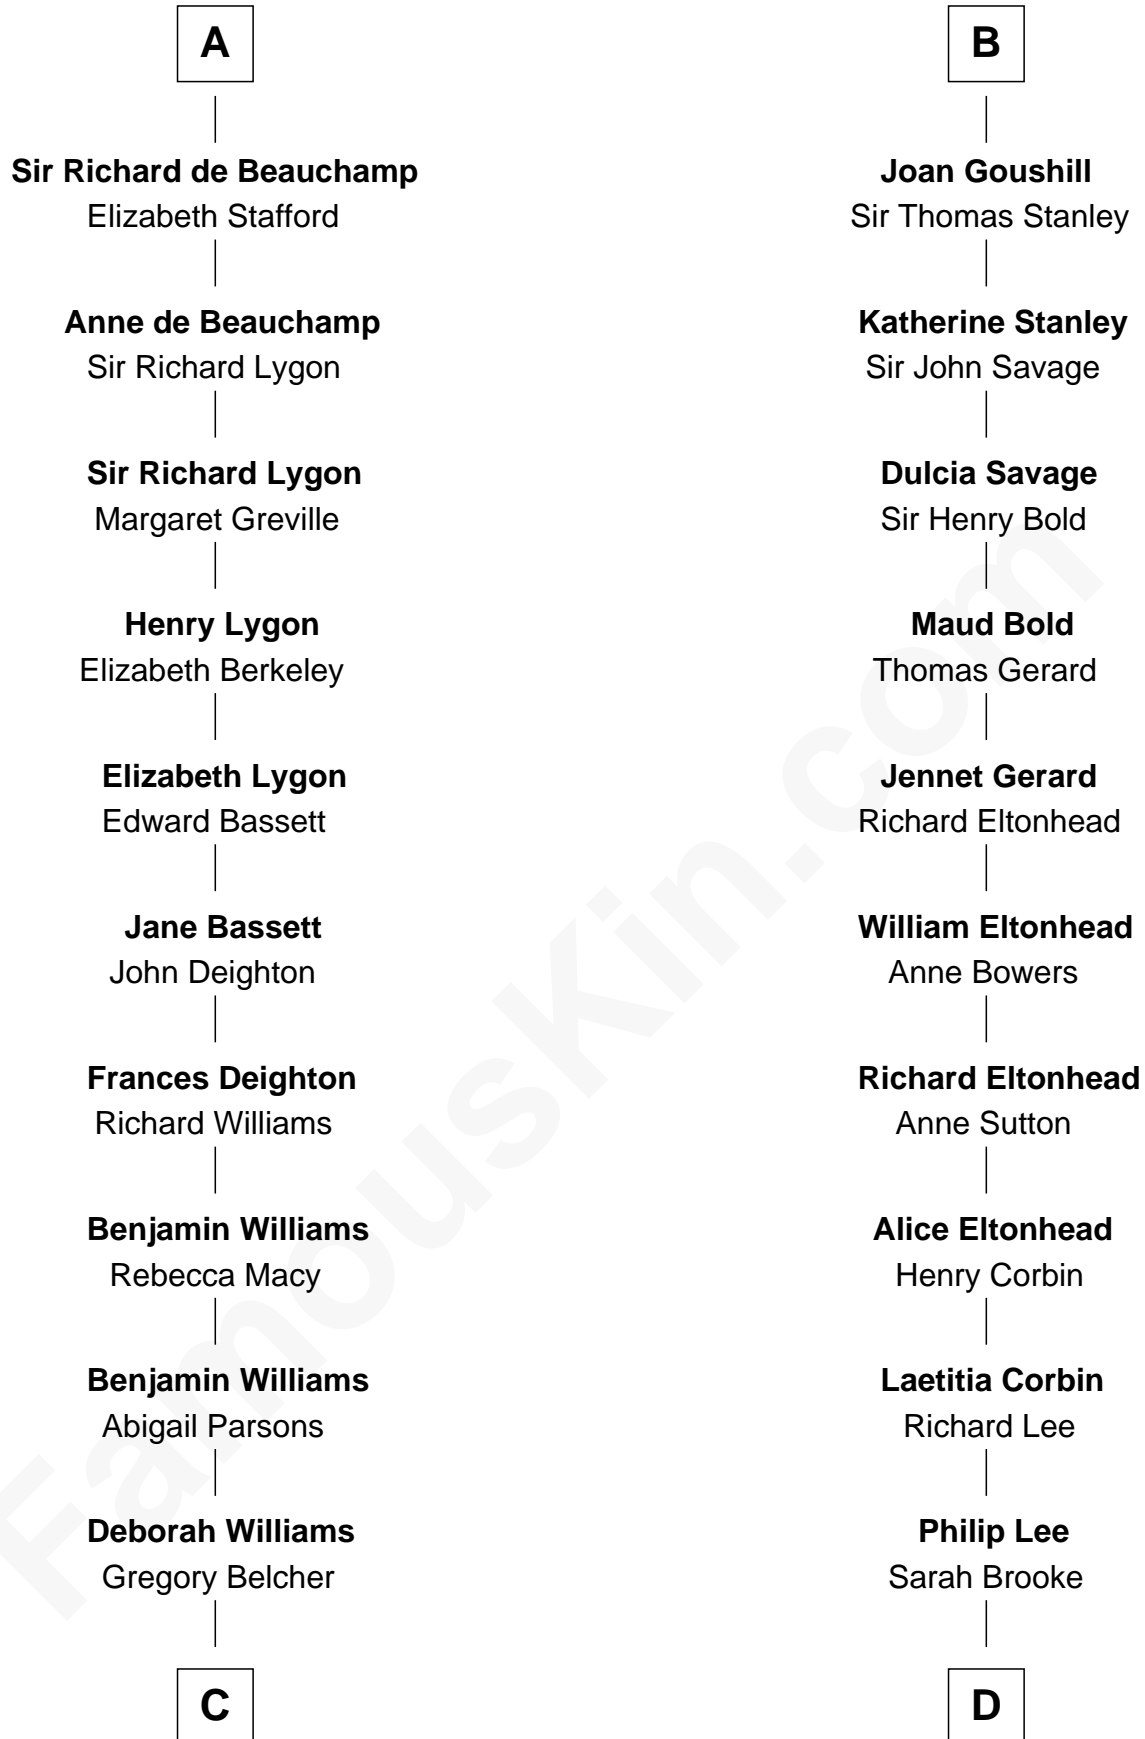 A
Sir Richard de Beauchamp
Elizabeth Stafford
Anne de Beauchamp
Sir Richard Lygon
Sir Richard Lygon
Margaret Greville
Henry Lygon
Elizabeth Berkeley
Elizabeth Lygon
Edward Bassett
Jane Bassett
John Deighton
Frances Deighton
Richard Williams
Benjamin Williams
Rebecca Macy
Benjamin Williams
Abigail Parsons
Deborah Williams
Gregory Belcher
C
B
Joan Goushill
Sir Thomas Stanley
Katherine Stanley
Sir John Savage
Dulcia Savage
Sir Henry Bold
Maud Bold
Thomas Gerard
Jennet Gerard
Richard Eltonhead
William Eltonhead
Anne Bowers
Richard Eltonhead
Anne Sutton
Alice Eltonhead
Henry Corbin
Laetitia Corbin
Richard Lee
Philip Lee
Sarah Brooke
D
FamousKin.com